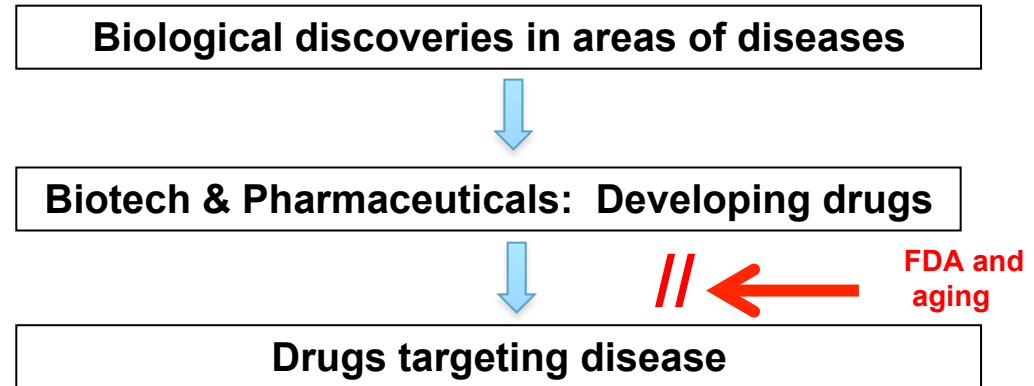 Biological discoveries in areas of diseases
Biotech & Pharmaceuticals: Developing drugs
//
FDA and
aging
Drugs targeting disease